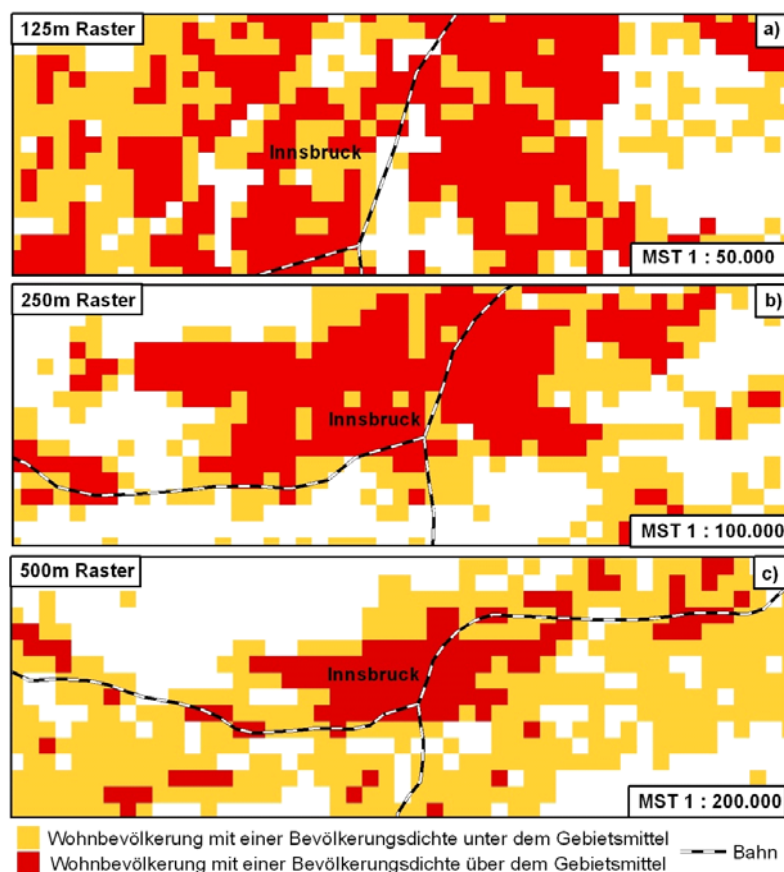 125m Raster
a)
Innsbruck
MST 1 : 50.000
250m Raster
b)
Innsbruck
MST 1 : 100.000
500m Raster
c)
Innsbruck
MST 1 : 200.000
Wohnbevölkerung mit einer Bevölkerungsdichte unter dem Gebietsmittel
Bahn
Wohnbevölkerung mit einer Bevölkerungsdichte über dem Gebietsmittel